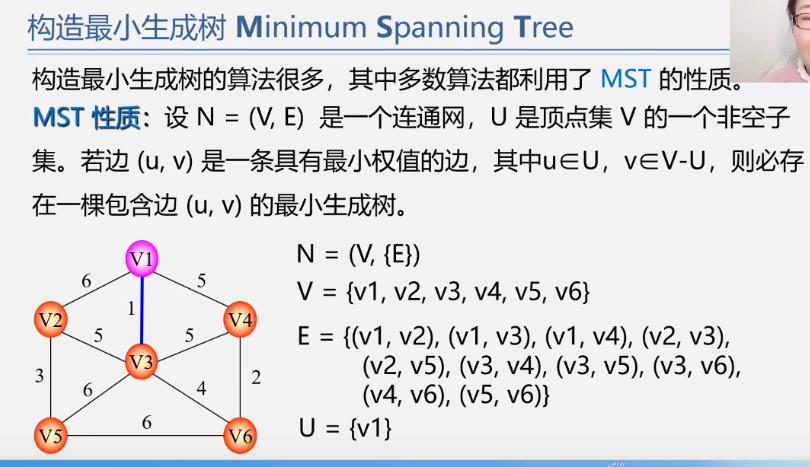 构造最小生成树 Minimum Spanning Tree
构造最小生成树的算法很多，其中多数算法都利用了 MST 的性质。
MST 性质：设 N = (V, E) 是一个连通网，U 是顶点集 V 的一个非空子
集。若边 (u, v) 是一条具有最小权值的边，其中u∈U，v∈V-U，则必存
在一棵包含边 (u, v) 的最小生成树。
V1
6
5
1
V2
V4
5
5
V3
3
2
6
4
6
V5
V6
N = (V, {E})
V = {v1, v2, v3, v4, v5, v6}
E = {(v1, v2), (v1, v3), (v1, v4), (v2, v3),
(v2, v5), (v3, v4), (v3, v5), (v3, v6),
(v4, v6), (v5, v6)}
U = {v1}